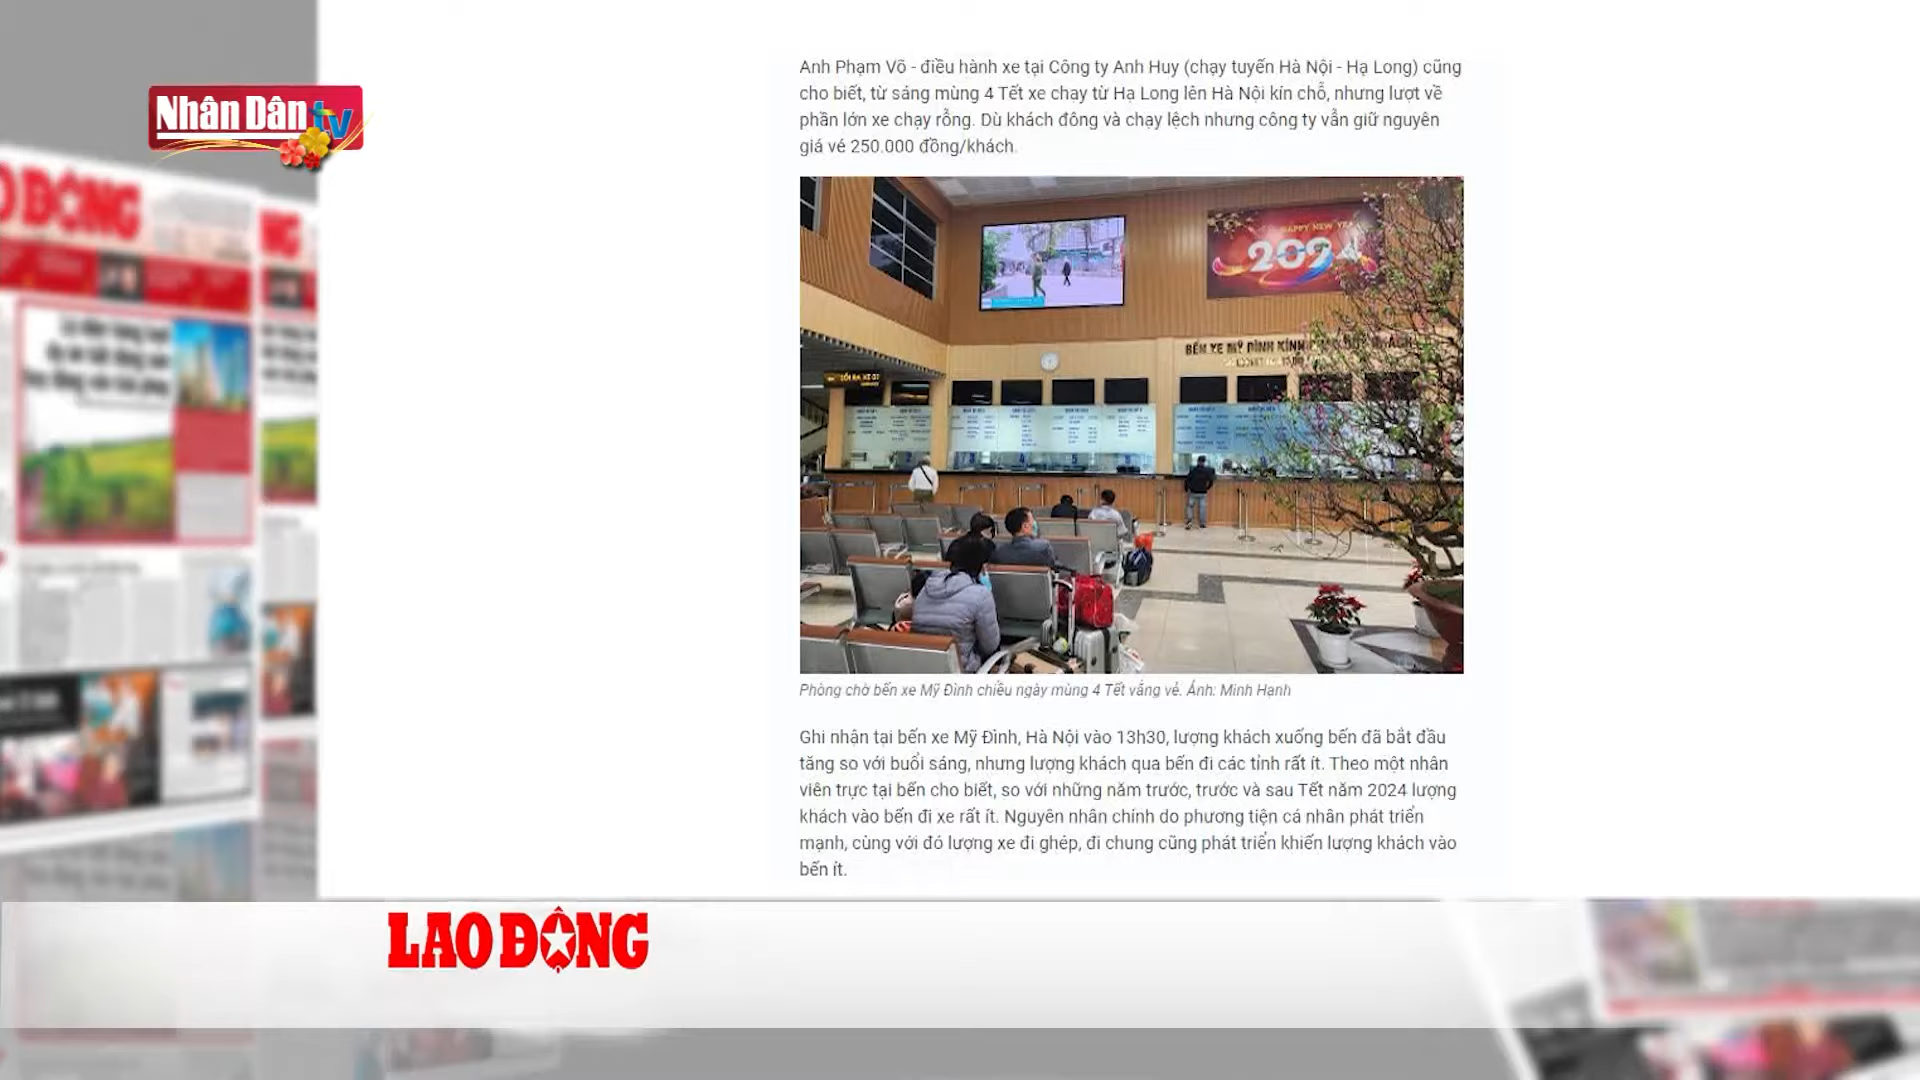 Anh Phạm Võ - điều hành xe tại Công ty Anh Huy (chạy tuyến Hà Nội - Hạ Long) cũng
cho biết, từ sáng mùng 4 Tết xe chạy từ Hạ Long lên Hà Nội kín chỗ, nhưng lượt về
phần lớn xe chạy rỗng. Dù khách đông và chạy lệch nhưng công ty vẫn giữ nguyên
giá vé 250.000 đồng/khách.
Nhân Dân tv
HAPPY NEW YEAR
2024
BẾN XE MỸ ĐÌNH KÍNH
Phòng chờ bến xe Mỹ Đình chiều ngày mùng 4 Tết vắng vẻ. Ảnh: Minh Hạnh
Ghi nhận tại bến xe Mỹ Đình, Hà Nội vào 13h30, lượng khách xuống bến đã bắt đầu
tăng so với buổi sáng, nhưng lượng khách qua bến đi các tỉnh rất ít. Theo một nhân
viên trực tại bến cho biết, so với những năm trước, trước và sau Tết năm 2024 lượng
khách vào bến đi xe rất ít. Nguyên nhân chính do phương tiện cá nhân phát triển
mạnh, cùng với đó lượng xe đi ghép, đi chung cũng phát triển khiến lượng khách vào
bến ít.
LAO ĐỘNG